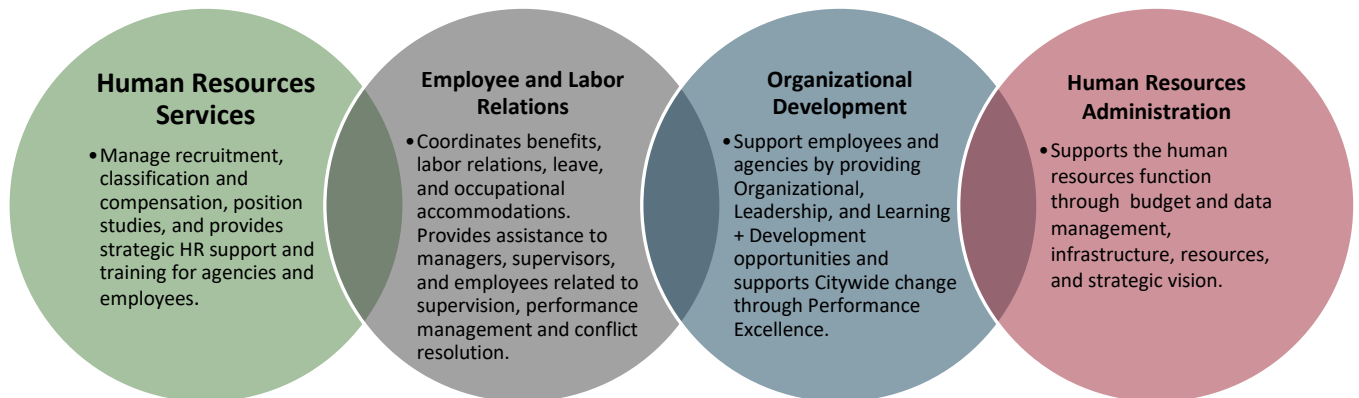 Human Resources
Services
•Manage recruitment,
classification and
compensation, position
studies, and provides
strategic HR support and
training for agencies and
employees.
Employee and Labor
Relations
•Coordinates benefits,
labor relations, leave,
and occupational
accommodations.
Provides assistance to
managers, supervisors,
and employees related to
supervision, performance
management and conflict
resolution.
Organizational
Development
•Support employees and
agencies by providing
Organizational,
Leadership, and Learning
+ Development
opportunities and
supports Citywide change
through Performance
Excellence.
Human Resources
Administration
•Supports the human
resources function
through budget and data
management,
infrastructure, resources,
and strategic vision.